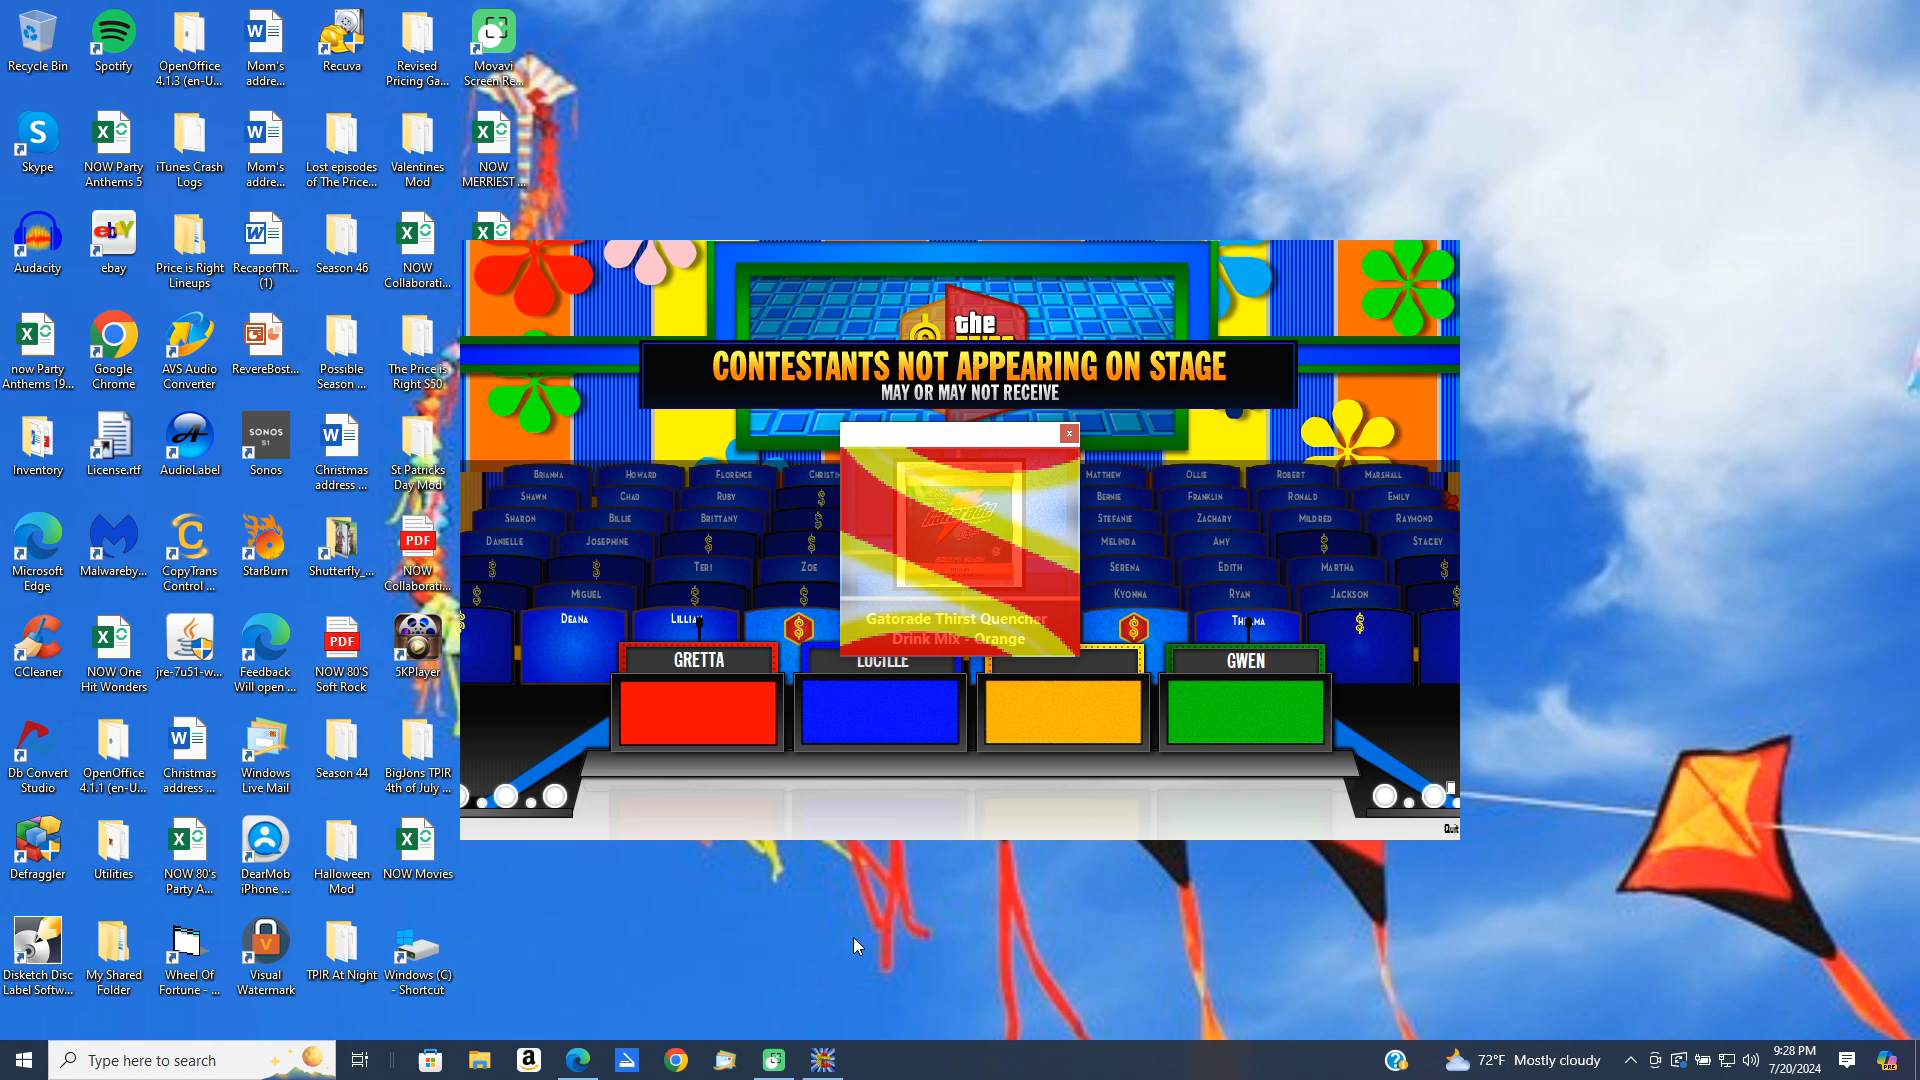 Recycle Bin
Spotify
OpenOffice
4.1.3 (en-U...
Mom's
addre...
Recuva
Revised
Pricing Ga...
Movavi
Screen Re...
Skype
NOW Party
Anthems 5
iTunes Crash
Logs
Mom's
addre...
Lost episodes
of The Price...
Valentines
Mod
NOW
MERRIEST ...
Audacity
ebay
Price is Right
Lineups
RecapofTR...
(1)
Season 46
NOW
Collaborati...
now Party
Anthems 19...
Google
Chrome
AVS Audio
Converter
RevereBost...
Possible
Season ...
The Price is
Right S50
Inventory
License.rtf
AudioLabel
SONOS
S1
Sonos
Christmas
address ...
St Patricks
Day Mod
Microsoft
Edge
Malwareby...
CopyTrans
Control ...
StarBurn
Shutterfly_...
PDF
NOW
Collaborati...
CCleaner
NOW One
Hit Wonders
jre-7u51-w...
Java
Feedback
Will open ...
PDF
NOW 80'S
Soft Rock
5KPlayer
Db Convert
Studio
OpenOffice
4.1.1 (en-U...
Christmas
address ...
Windows
Live Mail
Season 44
BigJons TPIR
4th of July ...
Defraggler
Utilities
NOW 80's
Party A...
DearMob
iPhone ...
Halloween
Mod
NOW Movies
Disketch Disc
Label Softw...
My Shared
Folder
Wheel Of
Fortune - ...
Visual
Watermark
TPIR At Night
Windows (C)
- Shortcut
the
CONTESTANTS NOT APPEARING ON STAGE
MAY OR MAY NOT RECEIVE
x
Gatorade
Gatorade Thirst Quencher
Drink Mix - Orange
BRIANNA HOWARD FLORENCE MATTHEW OLLIE ROBERT MARSHALL
SHAWN CHAD RUBY BERNIE FRANKLIN RONALD EMILY
SHARON BILLIE BRITTANY STEFANIE ZACHARY MILDRED RAYMOND
DANIELLE JOSEPHINE MELINDA AMY STACEY
TERI ZOE SERENA EDITH MARTHA
MIGUEL KYONNA RYAN JACKSON
DEANA LILLIAN THELMA
GRETTA LUCILLE GWEN
Quit
Type here to search
72°F Mostly cloudy
9:28 PM
7/20/2024